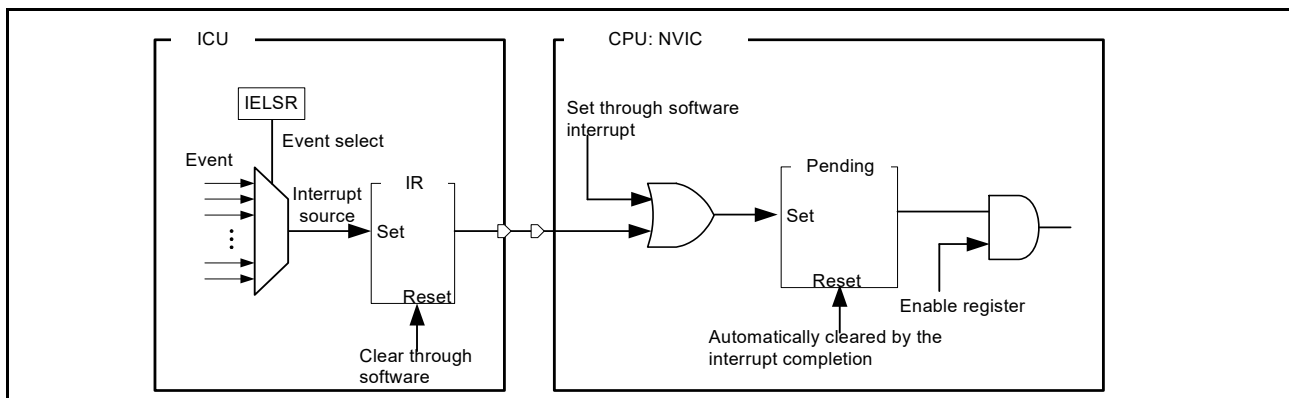 ICU
CPU: NVIC
IELSR
Event select
Event
Interrupt
source
IR
Set
Reset
Clear through
software
Set through software
interrupt
Pending
Set
Reset
Enable register
Automatically cleared by the
interrupt completion